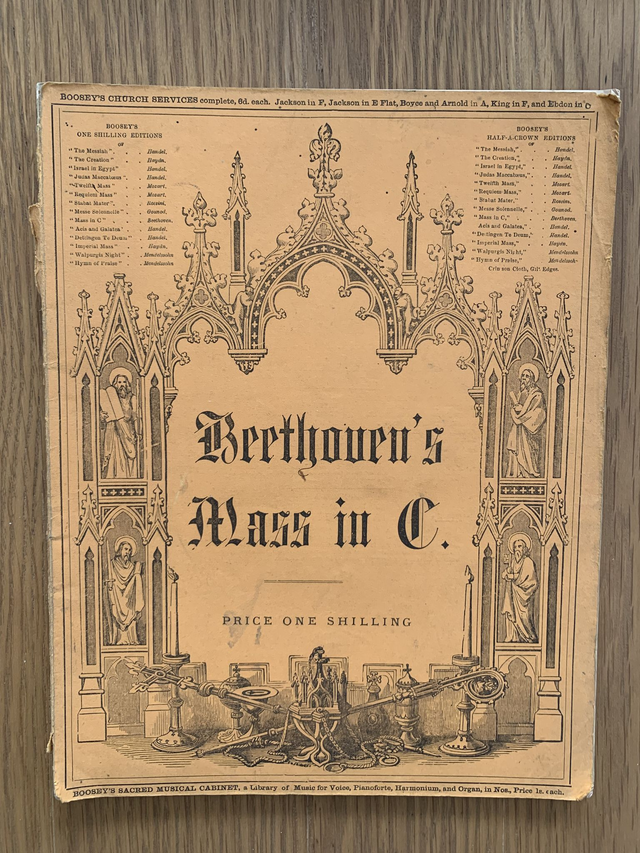 BOOSEY'S CHURCH SERVICES complete, 6d. each. Jackson in F, Jackson in E Flat, Boyce and Arnold in A, King in F, and Ebdon in C
BOOSEY'S
ONE SHILLING EDITIONS
OF
"The Messiah" . . . Handel.
"The Creation" . . . Haydn.
"Israel in Egypt" . . Handel.
"Judas Maccabæus" . . Handel.
"Twelfth Mass" . . Mozart.
"Requiem Mass" . . Mozart.
"Stabat Mater" . . Rossini.
"Messe Solennelle" . . Gounod.
"Mass in C" . . . Beethoven.
"Acis and Galatea" . . Handel.
"Dettingen Te Deum" . . Handel.
"Imperial Mass" . . Haydn.
"Walpurgis Night" . . Mendelssohn
"Hymn of Praise" . . Mendelssohn
BOOSEY'S
HALF-A-CROWN EDITIONS
OF
"The Messiah," . . Handel.
"The Creation," . . Haydn.
"Israel in Egypt," . . Handel.
"Judas Maccabæus," . . Handel.
"Twelfth Mass," . . Mozart.
"Requiem Mass," . . Mozart.
"Stabat Mater," . . Rossini.
"Messe Solennelle," . . Gounod.
"Mass in C," . . Beethoven.
"Acis and Galatea," . . Handel.
"Dettingen Te Deum," . . Handel.
"Imperial Mass," . . Haydn.
"Walpurgis Night," . . Mendelssohn
"Hymn of Praise," . . Mendelssohn
Crimson Cloth, Gilt Edges.
Beethoven's
Mass in C.
PRICE ONE SHILLING
BOOSEY'S SACRED MUSICAL CABINET, a Library of Music for Voice, Pianoforte, Harmonium, and Organ, in Nos., Price 1s. each.